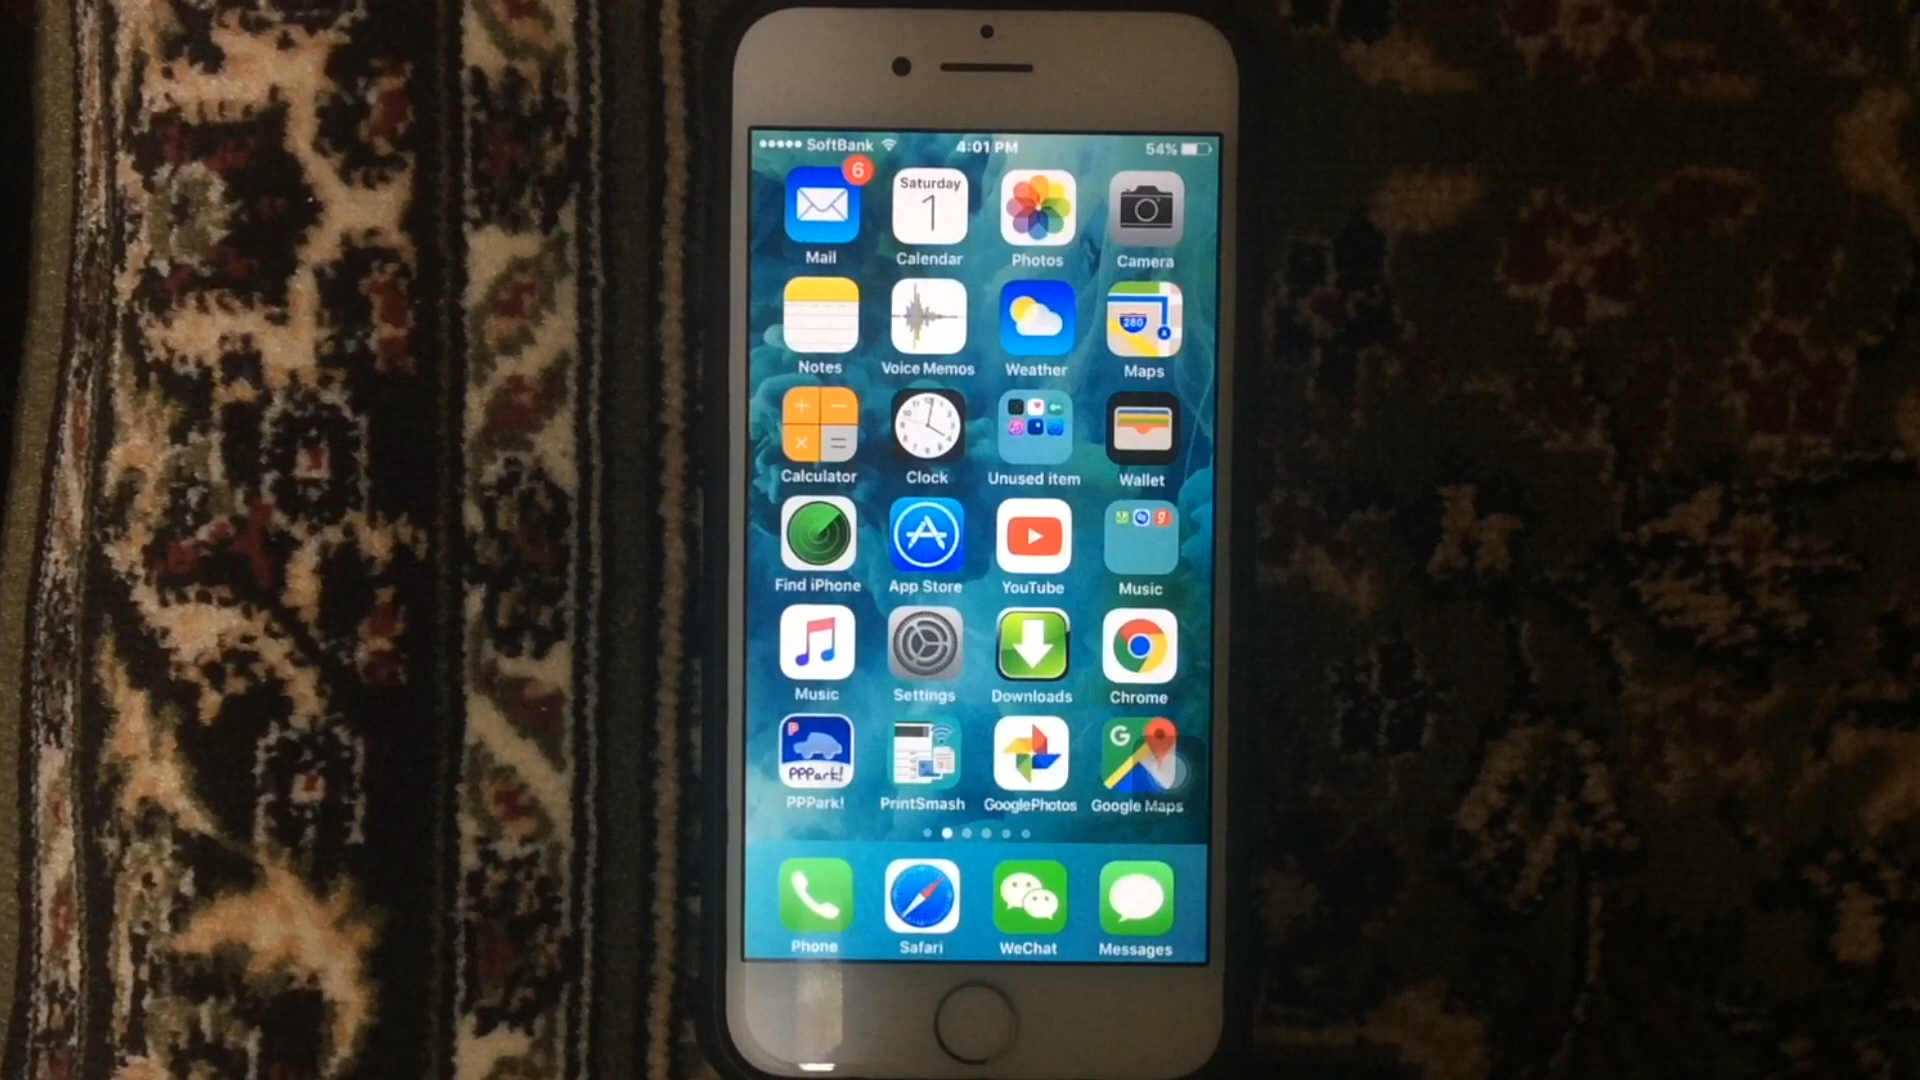 SoftBank 4:01 PM 54%
6
Saturday
1
Mail Calendar Photos Camera
280
Notes Voice Memos Weather Maps
Calculator Clock Unused item Wallet
Find iPhone App Store YouTube Music
Music Settings Downloads Chrome
P
G
PPPark!
PPPark! PrintSmash GooglePhotos Google Maps
Phone Safari WeChat Messages